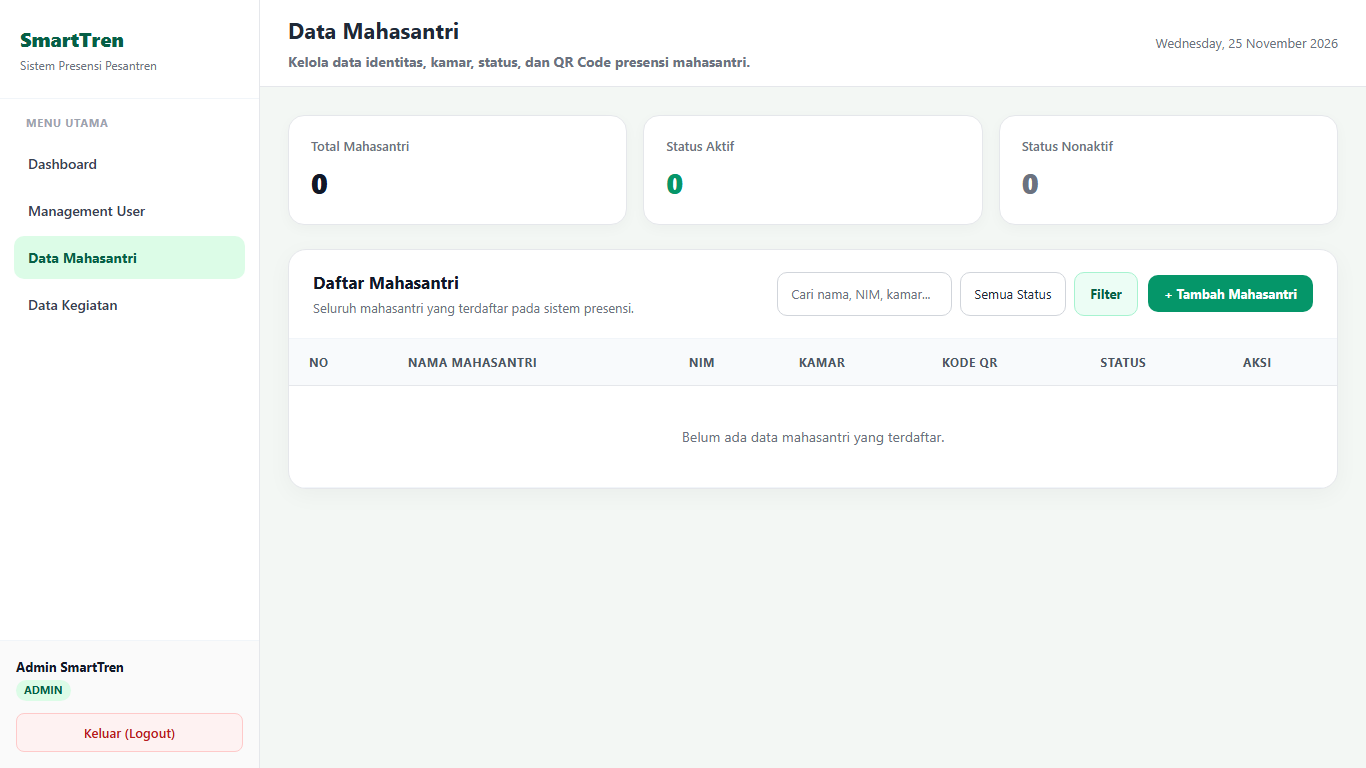 SmartTren
Sistem Presensi Pesantren
MENU UTAMA
Dashboard
Management User
Data Mahasantri
Data Kegiatan
Admin SmartTren
ADMIN
Keluar (Logout)
Data Mahasantri
Kelola data identitas, kamar, status, dan QR Code presensi mahasantri.
Wednesday, 25 November 2026
Total Mahasantri
0
Status Aktif
0
Status Nonaktif
0
Daftar Mahasantri
Seluruh mahasantri yang terdaftar pada sistem presensi.
Cari nama, NIM, kamar...
Semua Status
Filter
+ Tambah Mahasantri
NO NAMA MAHASANTRI NIM KAMAR KODE QR STATUS AKSI
Belum ada data mahasantri yang terdaftar.